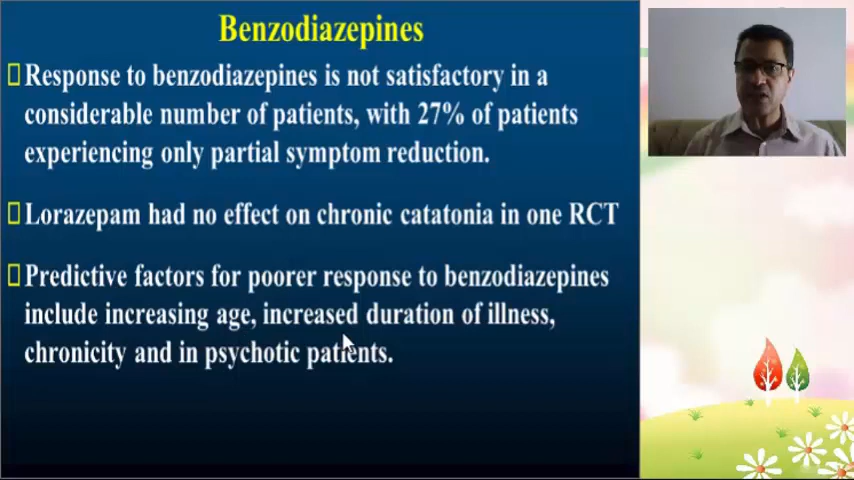 Benzodiazepines
Response to benzodiazepines is not satisfactory in a
considerable number of patients, with 27% of patients
experiencing only partial symptom reduction.
Lorazepam had no effect on chronic catatonia in one RCT
Predictive factors for poorer response to benzodiazepines
include increasing age, increased duration of illness,
chronicity and in psychotic patients.